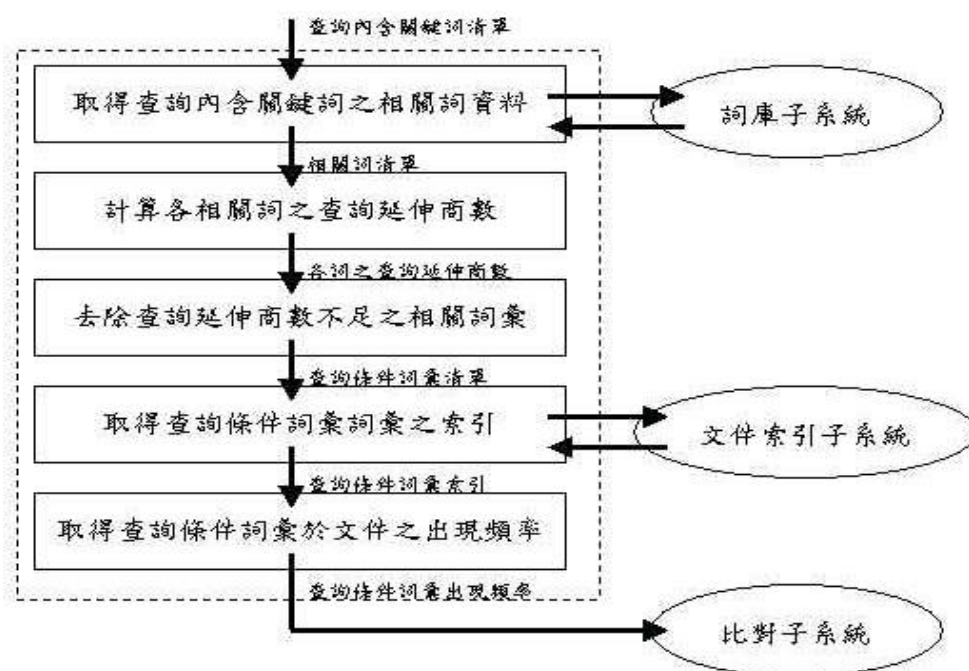 查詢內含關鍵詞清單
取得查詢內含關鍵詞之相關詞資料
詞庫子系統
相關詞清單
計算各相關詞之查詢延伸商數
各詞之查詢延伸商數
去除查詢延伸商數不足之相關詞彙
查詢條件詞彙清單
取得查詢條件詞彙詞彙之索引
文件索引子系統
查詢條件詞彙索引
取得查詢條件詞彙於文件之出現頻率
查詢條件詞彙出現頻率
比對子系統